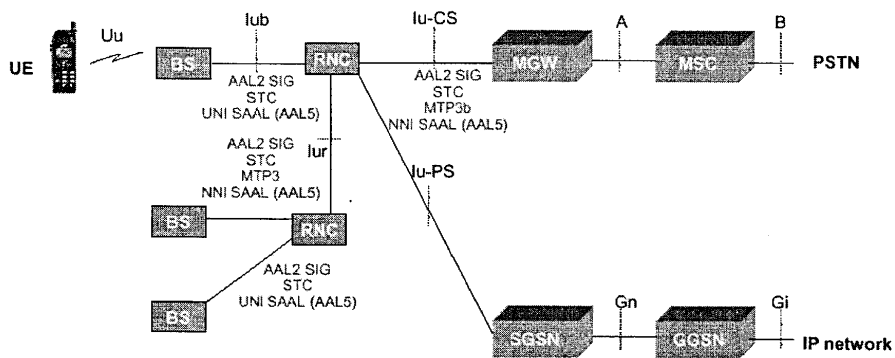 Iub
Iu-CS
A
B
Uu
UE
BS
RNC
MGW
MSC
PSTN
AAL2 SIG
STC
UNI SAAL (AAL5)
AAL2 SIG
STC
MTP3b
NNI SAAL (AAL5)
Iur
AAL2 SIG
STC
MTP3
NNI SAAL (AAL5)
Iu-PS
BS
RNC
AAL2 SIG
STC
UNI SAAL (AAL5)
BS
Gn
Gi
SGSN
GGSN
IP network